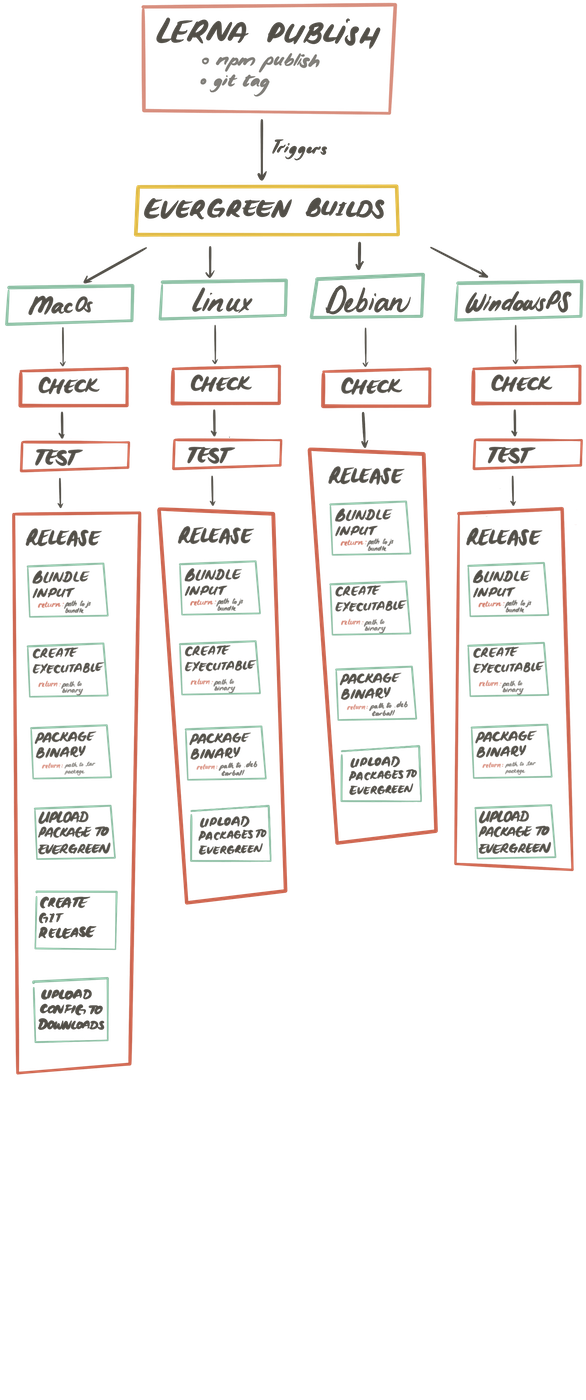 LERNA PUBLISH
npm publish
git tag
Triggers
EVERGREEN BUILDS
MacOs
CHECK
TEST
RELEASE
BUNDLE
INPUT
return: path to js
bundle
CREATE
EXECUTABLE
return: path to
binary
PACKAGE
BINARY
return: path to .tar
package
UPLOAD
PACKAGE TO
EVERGREEN
CREATE
GIT
RELEASE
UPLOAD
CONFIG TO
DOWNLOADS
Linux
CHECK
TEST
RELEASE
BUNDLE
INPUT
return: path to js
bundle
CREATE
EXECUTABLE
return: path to
binary
PACKAGE
BINARY
return: path to .deb
tarball
UPLOAD
PACKAGES TO
EVERGREEN
Debian
CHECK
RELEASE
BUNDLE
INPUT
return: path to js
bundle
CREATE
EXECUTABLE
return: path to
binary
PACKAGE
BINARY
return: path to .deb
tarball
UPLOAD
PACKAGES TO
EVERGREEN
WindowsPS
CHECK
TEST
RELEASE
BUNDLE
INPUT
return: path to js
bundle
CREATE
EXECUTABLE
return: path to
binary
PACKAGE
BINARY
return: path to .tar
package
UPLOAD
PACKAGE TO
EVERGREEN